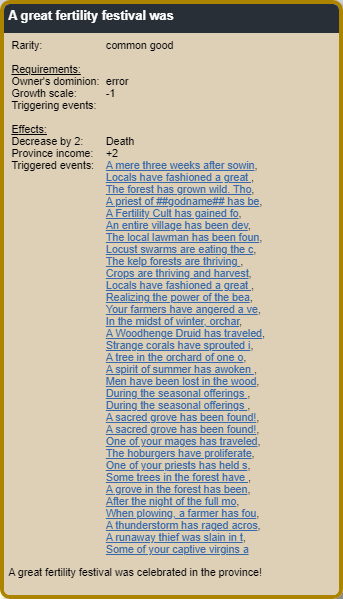 A great fertility festival was
Rarity: common good
Requirements:
Owner's dominion: error
Growth scale: -1
Triggering events:
Effects:
Decrease by 2: Death
Province income: +2
Triggered events: A mere three weeks after sowin,
Locals have fashioned a great ,
The forest has grown wild. Tho,
A priest of ##godname## has be,
A Fertility Cult has gained fo,
An entire village has been dev,
The local lawman has been foun,
Locust swarms are eating the c,
The kelp forests are thriving ,
Crops are thriving and harvest,
Locals have fashioned a great ,
Realizing the power of the bea,
Your farmers have angered a ve,
In the midst of winter, orchar,
A Woodhenge Druid has traveled,
Strange corals have sprouted i,
A tree in the orchard of one o,
A spirit of summer has awoken ,
Men have been lost in the wood,
During the seasonal offerings ,
During the seasonal offerings ,
A sacred grove has been found!,
A sacred grove has been found!,
One of your mages has traveled,
The hoburgers have proliferate,
One of your priests has held s,
Some trees in the forest have ,
A grove in the forest has been,
After the night of the full mo,
When plowing, a farmer has fou,
A thunderstorm has raged acros,
A runaway thief was slain in t,
Some of your captive virgins a
A great fertility festival was celebrated in the province!